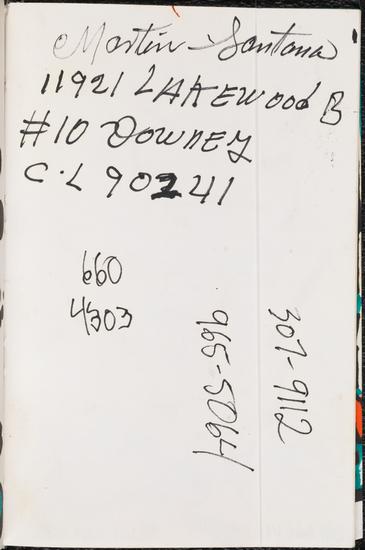 Martin Santana
11921 LAKEWOOd B
#10 DOWNEY
C.L 90241
660
4303
965-5064
307-9112